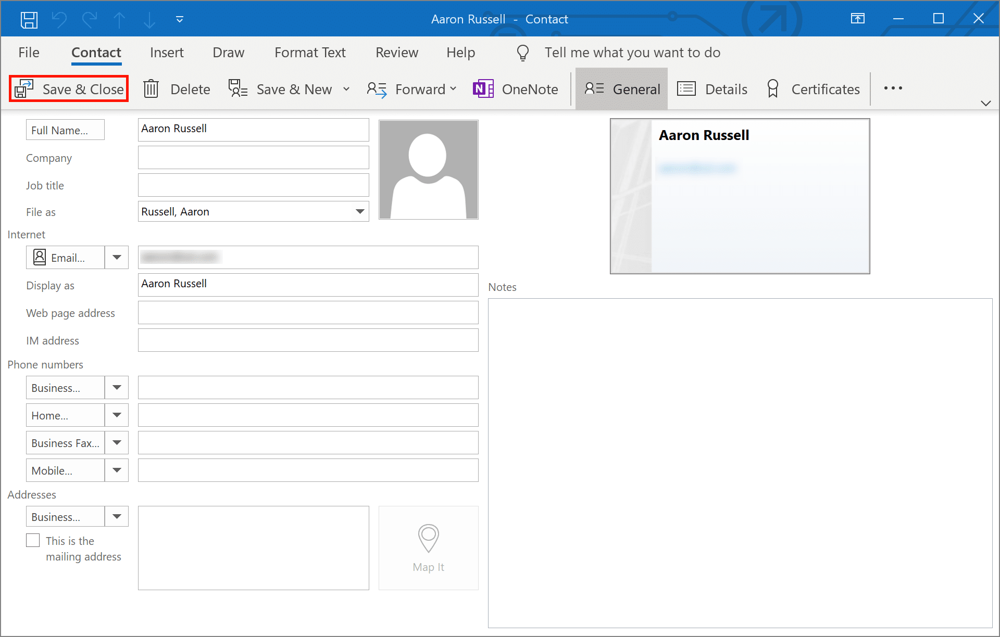 Aaron Russell - Contact
File Contact Insert Draw Format Text Review Help Tell me what you want to do
Save & Close Delete Save & New Forward N OneNote General Details Certificates ...
Full Name... Aaron Russell
Aaron Russell
Company
Job title
File as Russell, Aaron
Internet
Email...
Display as Aaron Russell
Notes
Web page address
IM address
Phone numbers
Business...
Home...
Business Fax...
Mobile...
Addresses
Business...
This is the
mailing address
Map It